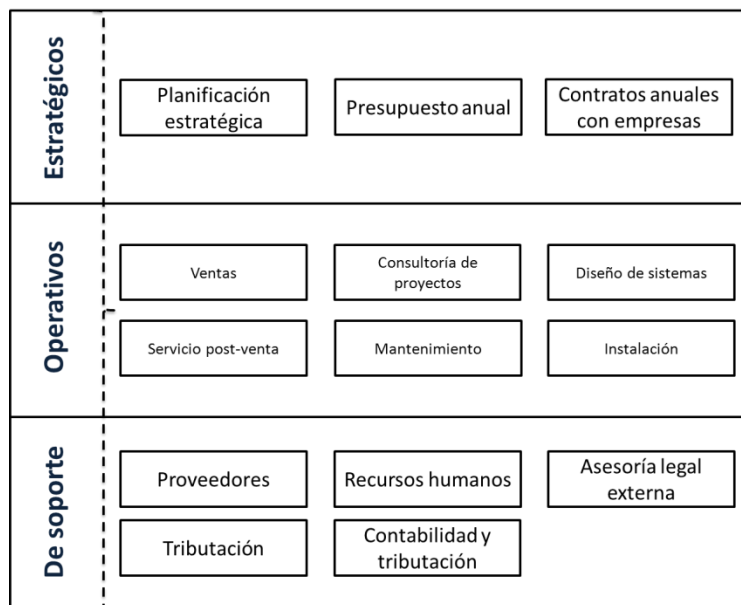 Estratégicos
Planificación
estratégica
Presupuesto anual
Contratos anuales
con empresas
Operativos
Ventas
Consultoría de
proyectos
Diseño de sistemas
Servicio post-venta
Mantenimiento
Instalación
De soporte
Proveedores
Recursos humanos
Asesoría legal
externa
Tributación
Contabilidad y
tributación